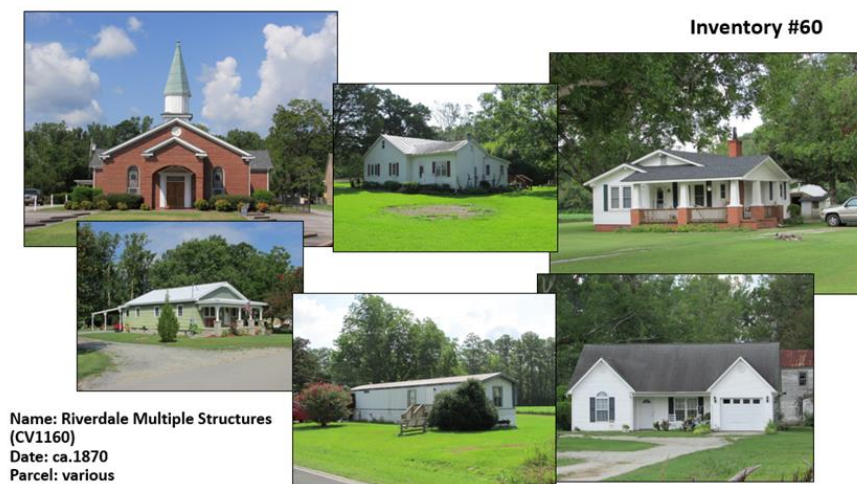 Inventory #60
Name: Riverdale Multiple Structures
(CV1160)
Date: ca.1870
Parcel: various